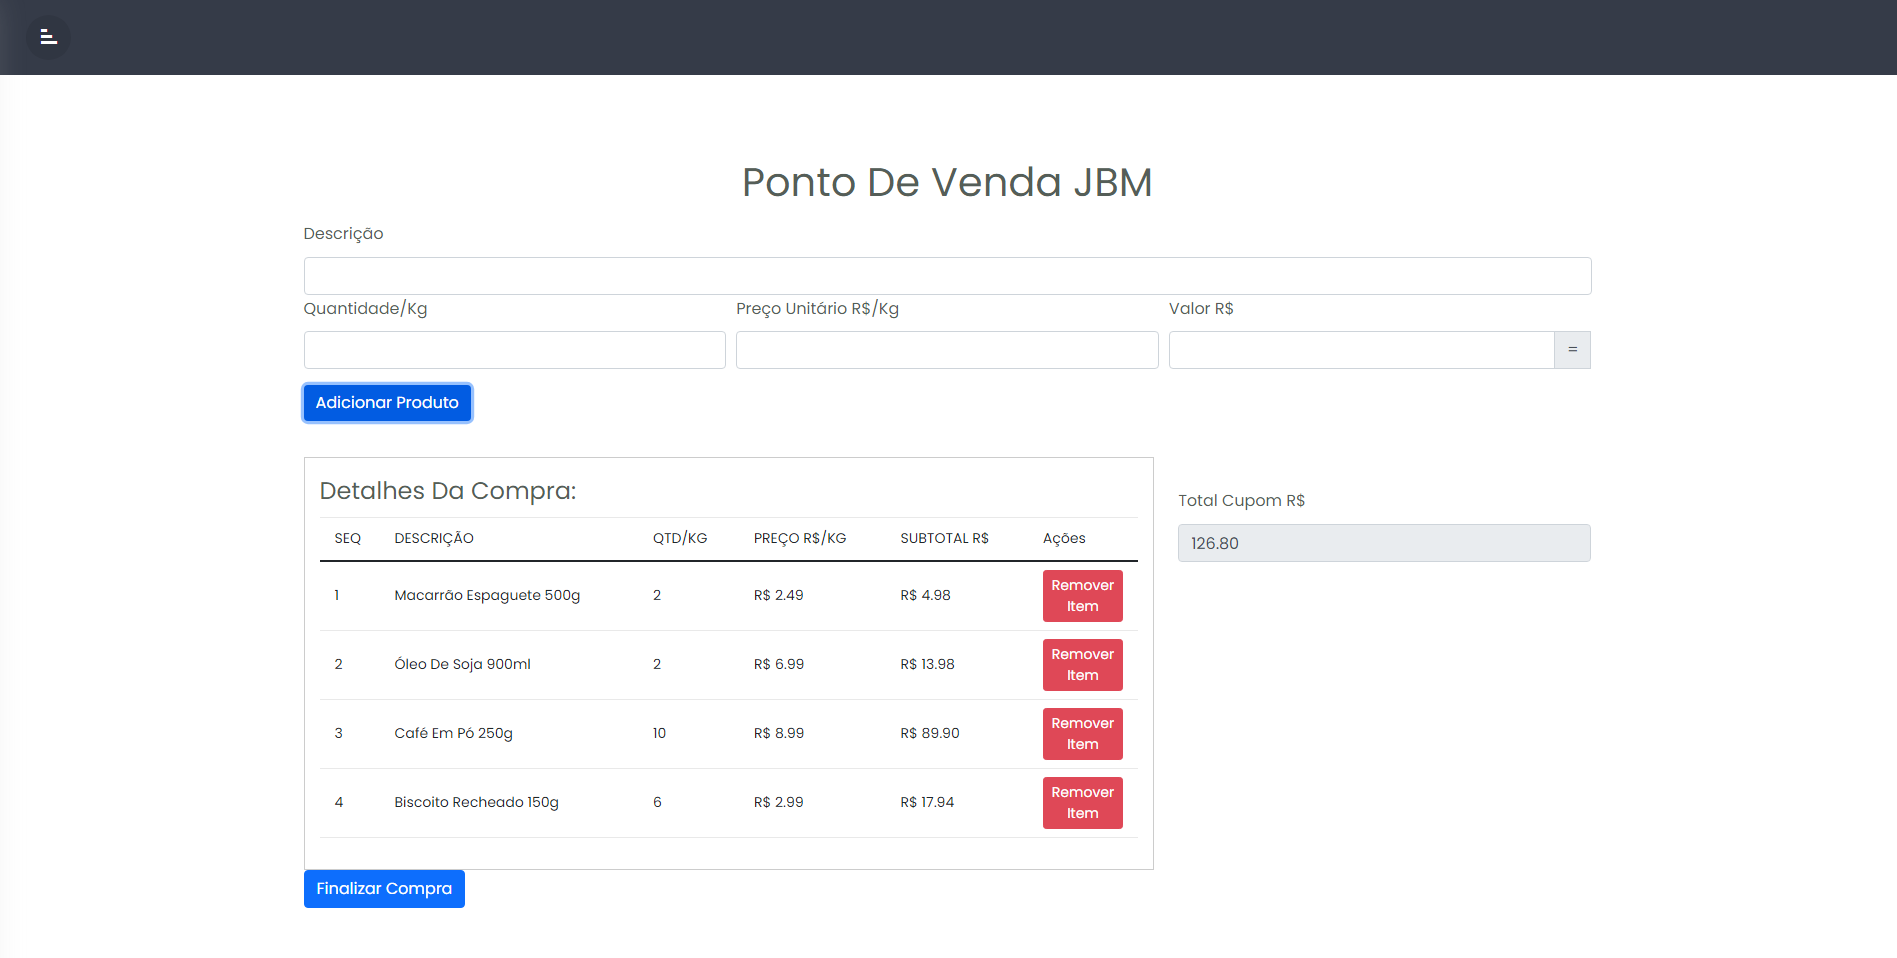 Ponto De Venda JBM
Descrição
Quantidade/Kg Preço Unitário R$/Kg Valor R$
=
Adicionar Produto
Detalhes Da Compra:
Total Cupom R$
126.80
SEQ DESCRIÇÃO QTD/KG PREÇO R$/KG SUBTOTAL R$ Ações
1 Macarrão Espaguete 500g 2 R$ 2.49 R$ 4.98 Remover Item
2 Óleo De Soja 900ml 2 R$ 6.99 R$ 13.98 Remover Item
3 Café Em Pó 250g 10 R$ 8.99 R$ 89.90 Remover Item
4 Biscoito Recheado 150g 6 R$ 2.99 R$ 17.94 Remover Item
Finalizar Compra